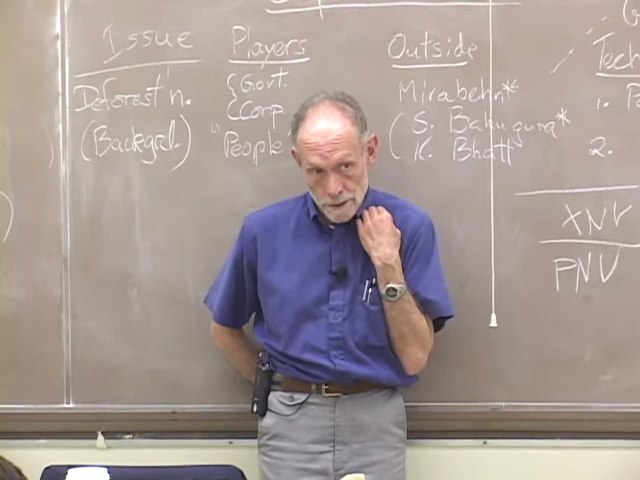 Issue Players Outside Tech
Deforest'n. {Govt. Mirabehn*
{Corp (S. Bahuguna* 1. P
(Backgd.) " People ( K. Bhatt 2.
XNV
PNV